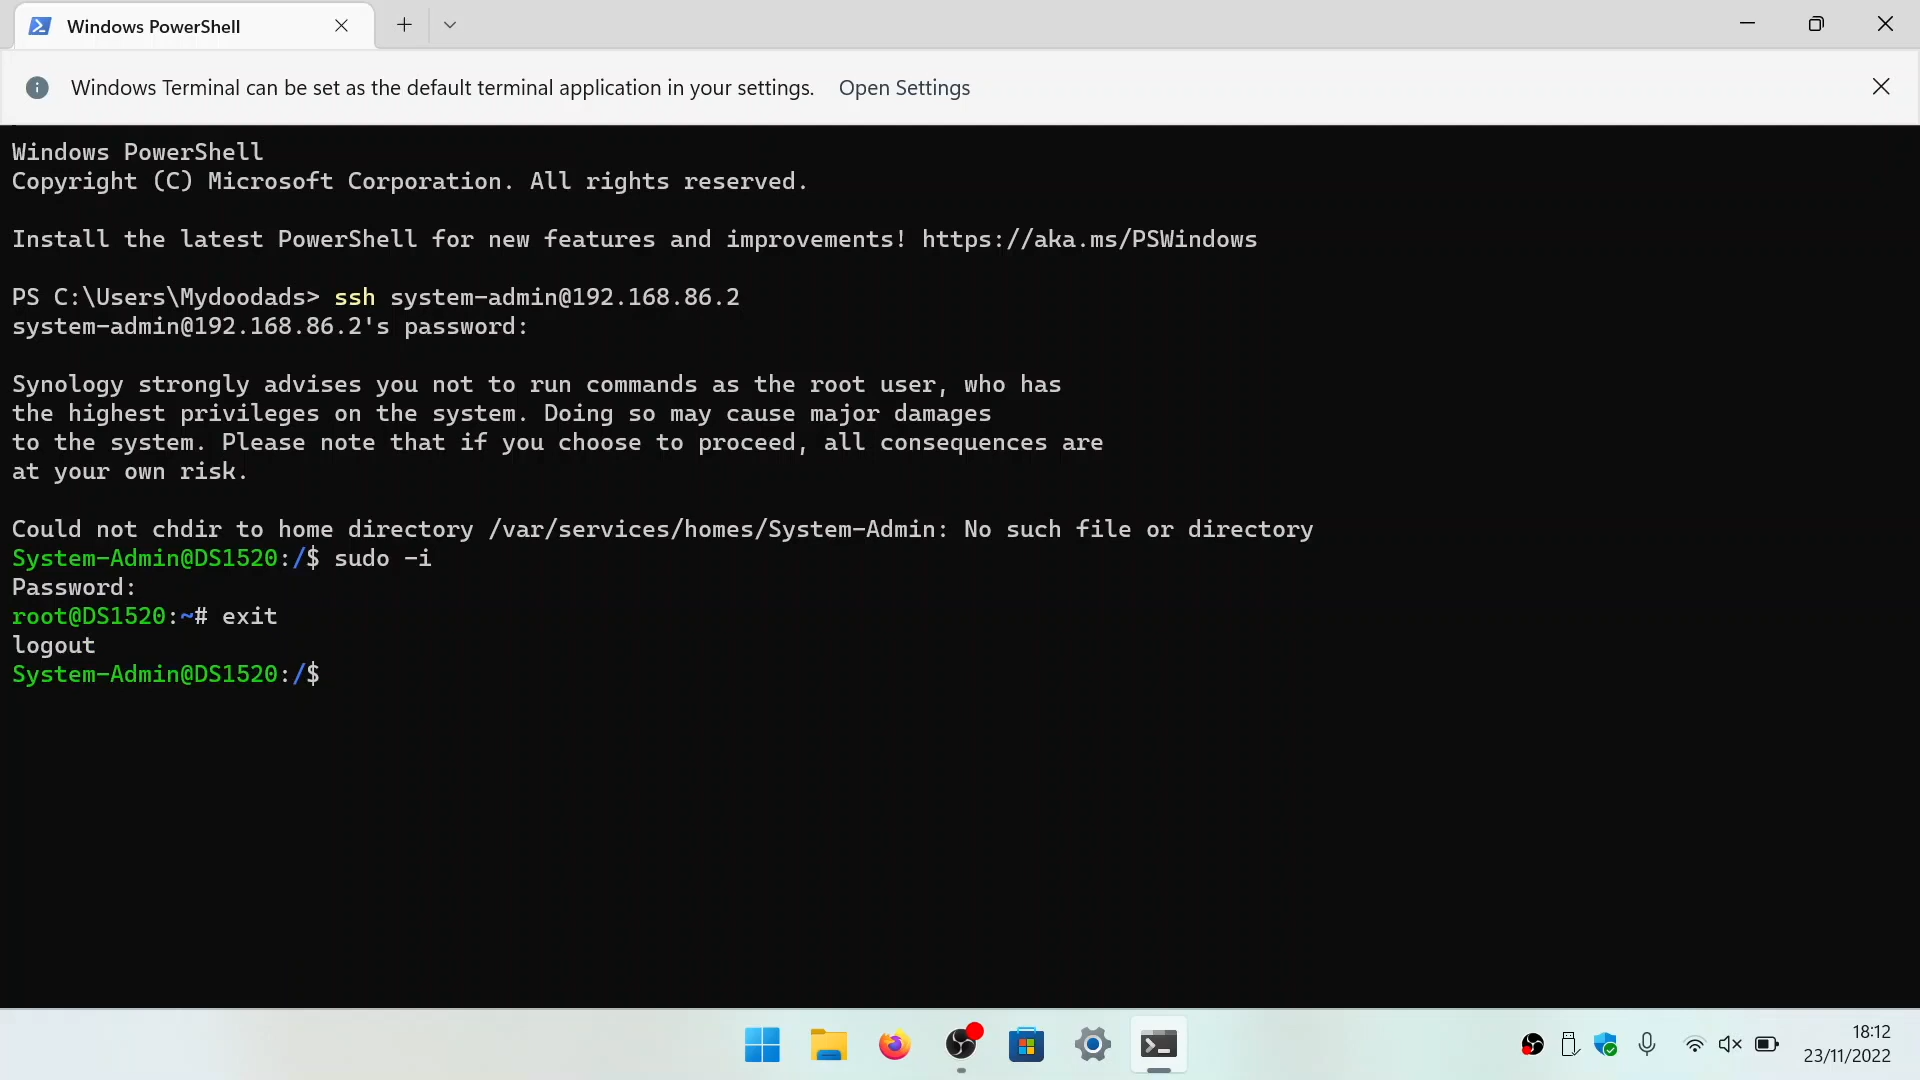 Windows PowerShell
Windows Terminal can be set as the default terminal application in your settings. Open Settings
Windows PowerShell
Copyright (C) Microsoft Corporation. All rights reserved.
Install the latest PowerShell for new features and improvements! https://aka.ms/PSWindows
PS C:\Users\Mydoodads> ssh system-admin@192.168.86.2
system-admin@192.168.86.2's password:
Synology strongly advises you not to run commands as the root user, who has
the highest privileges on the system. Doing so may cause major damages
to the system. Please note that if you choose to proceed, all consequences are
at your own risk.
Could not chdir to home directory /var/services/homes/System-Admin: No such file or directory
System-Admin@DS1520:/$ sudo -i
Password:
root@DS1520:~# exit
logout
System-Admin@DS1520:/$
18:12
23/11/2022